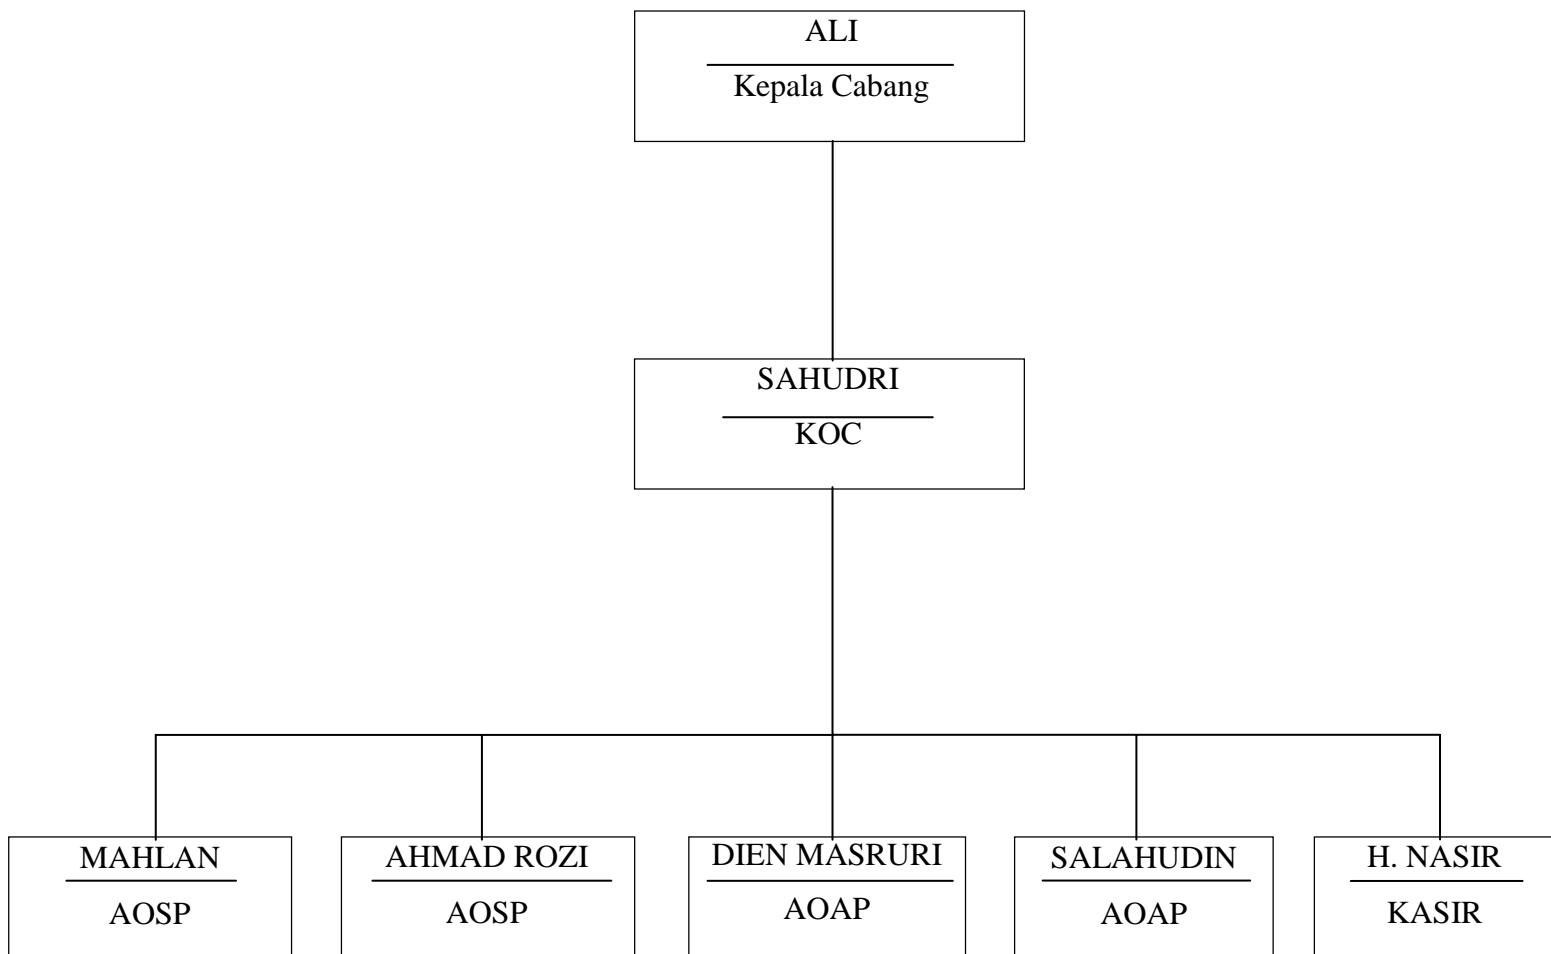 ALI
Kepala Cabang
SAHUDRI
KOC
MAHLAN
AOSP
AHMAD ROZI
AOSP
DIEN MASRURI
AOAP
SALAHUDIN
AOAP
H. NASIR
KASIR